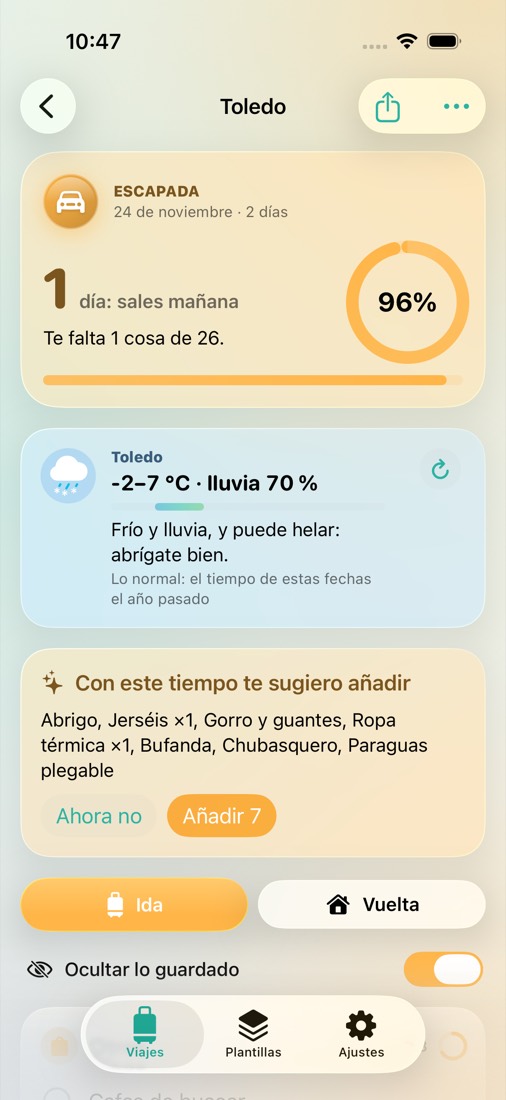 10:47
Toledo
ESCAPADA
24 de noviembre · 2 días
1 día: sales mañana
96%
Te falta 1 cosa de 26.
Toledo
-2–7 °C · lluvia 70 %
Frío y lluvia, y puede helar:
abrígate bien.
Lo normal: el tiempo de estas fechas
el año pasado
Con este tiempo te sugiero añadir
Abrigo, Jerséis ×1, Gorro y guantes, Ropa
térmica ×1, Bufanda, Chubasquero, Paraguas
plegable
Ahora no
Añadir 7
Ida
Vuelta
Ocultar lo guardado
Viajes
Plantillas
Ajustes